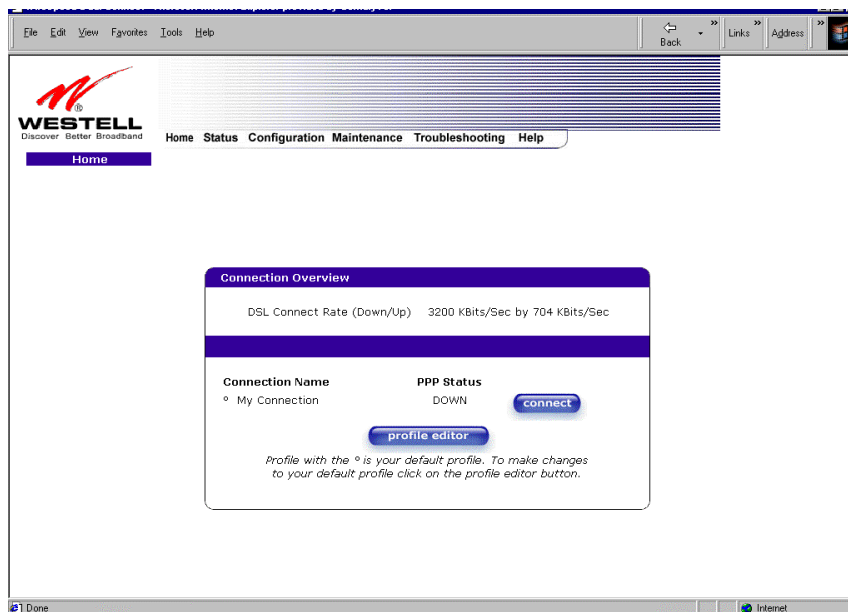 File Edit View Favorites Tools Help
Back
Links
Address
WESTELL
®
Discover Better Broadband
Home Status Configuration Maintenance Troubleshooting Help
Home
Connection Overview
DSL Connect Rate (Down/Up) 3200 KBits/Sec by 704 KBits/Sec
Connection Name PPP Status
° My Connection DOWN connect
profile editor
Profile with the ° is your default profile. To make changes
to your default profile click on the profile editor button.
Done
Internet